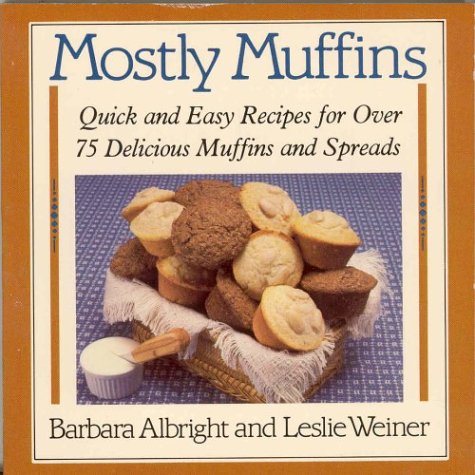 Mostly Muffins
Quick and Easy Recipes for Over
75 Delicious Muffins and Spreads
Barbara Albright and Leslie Weiner